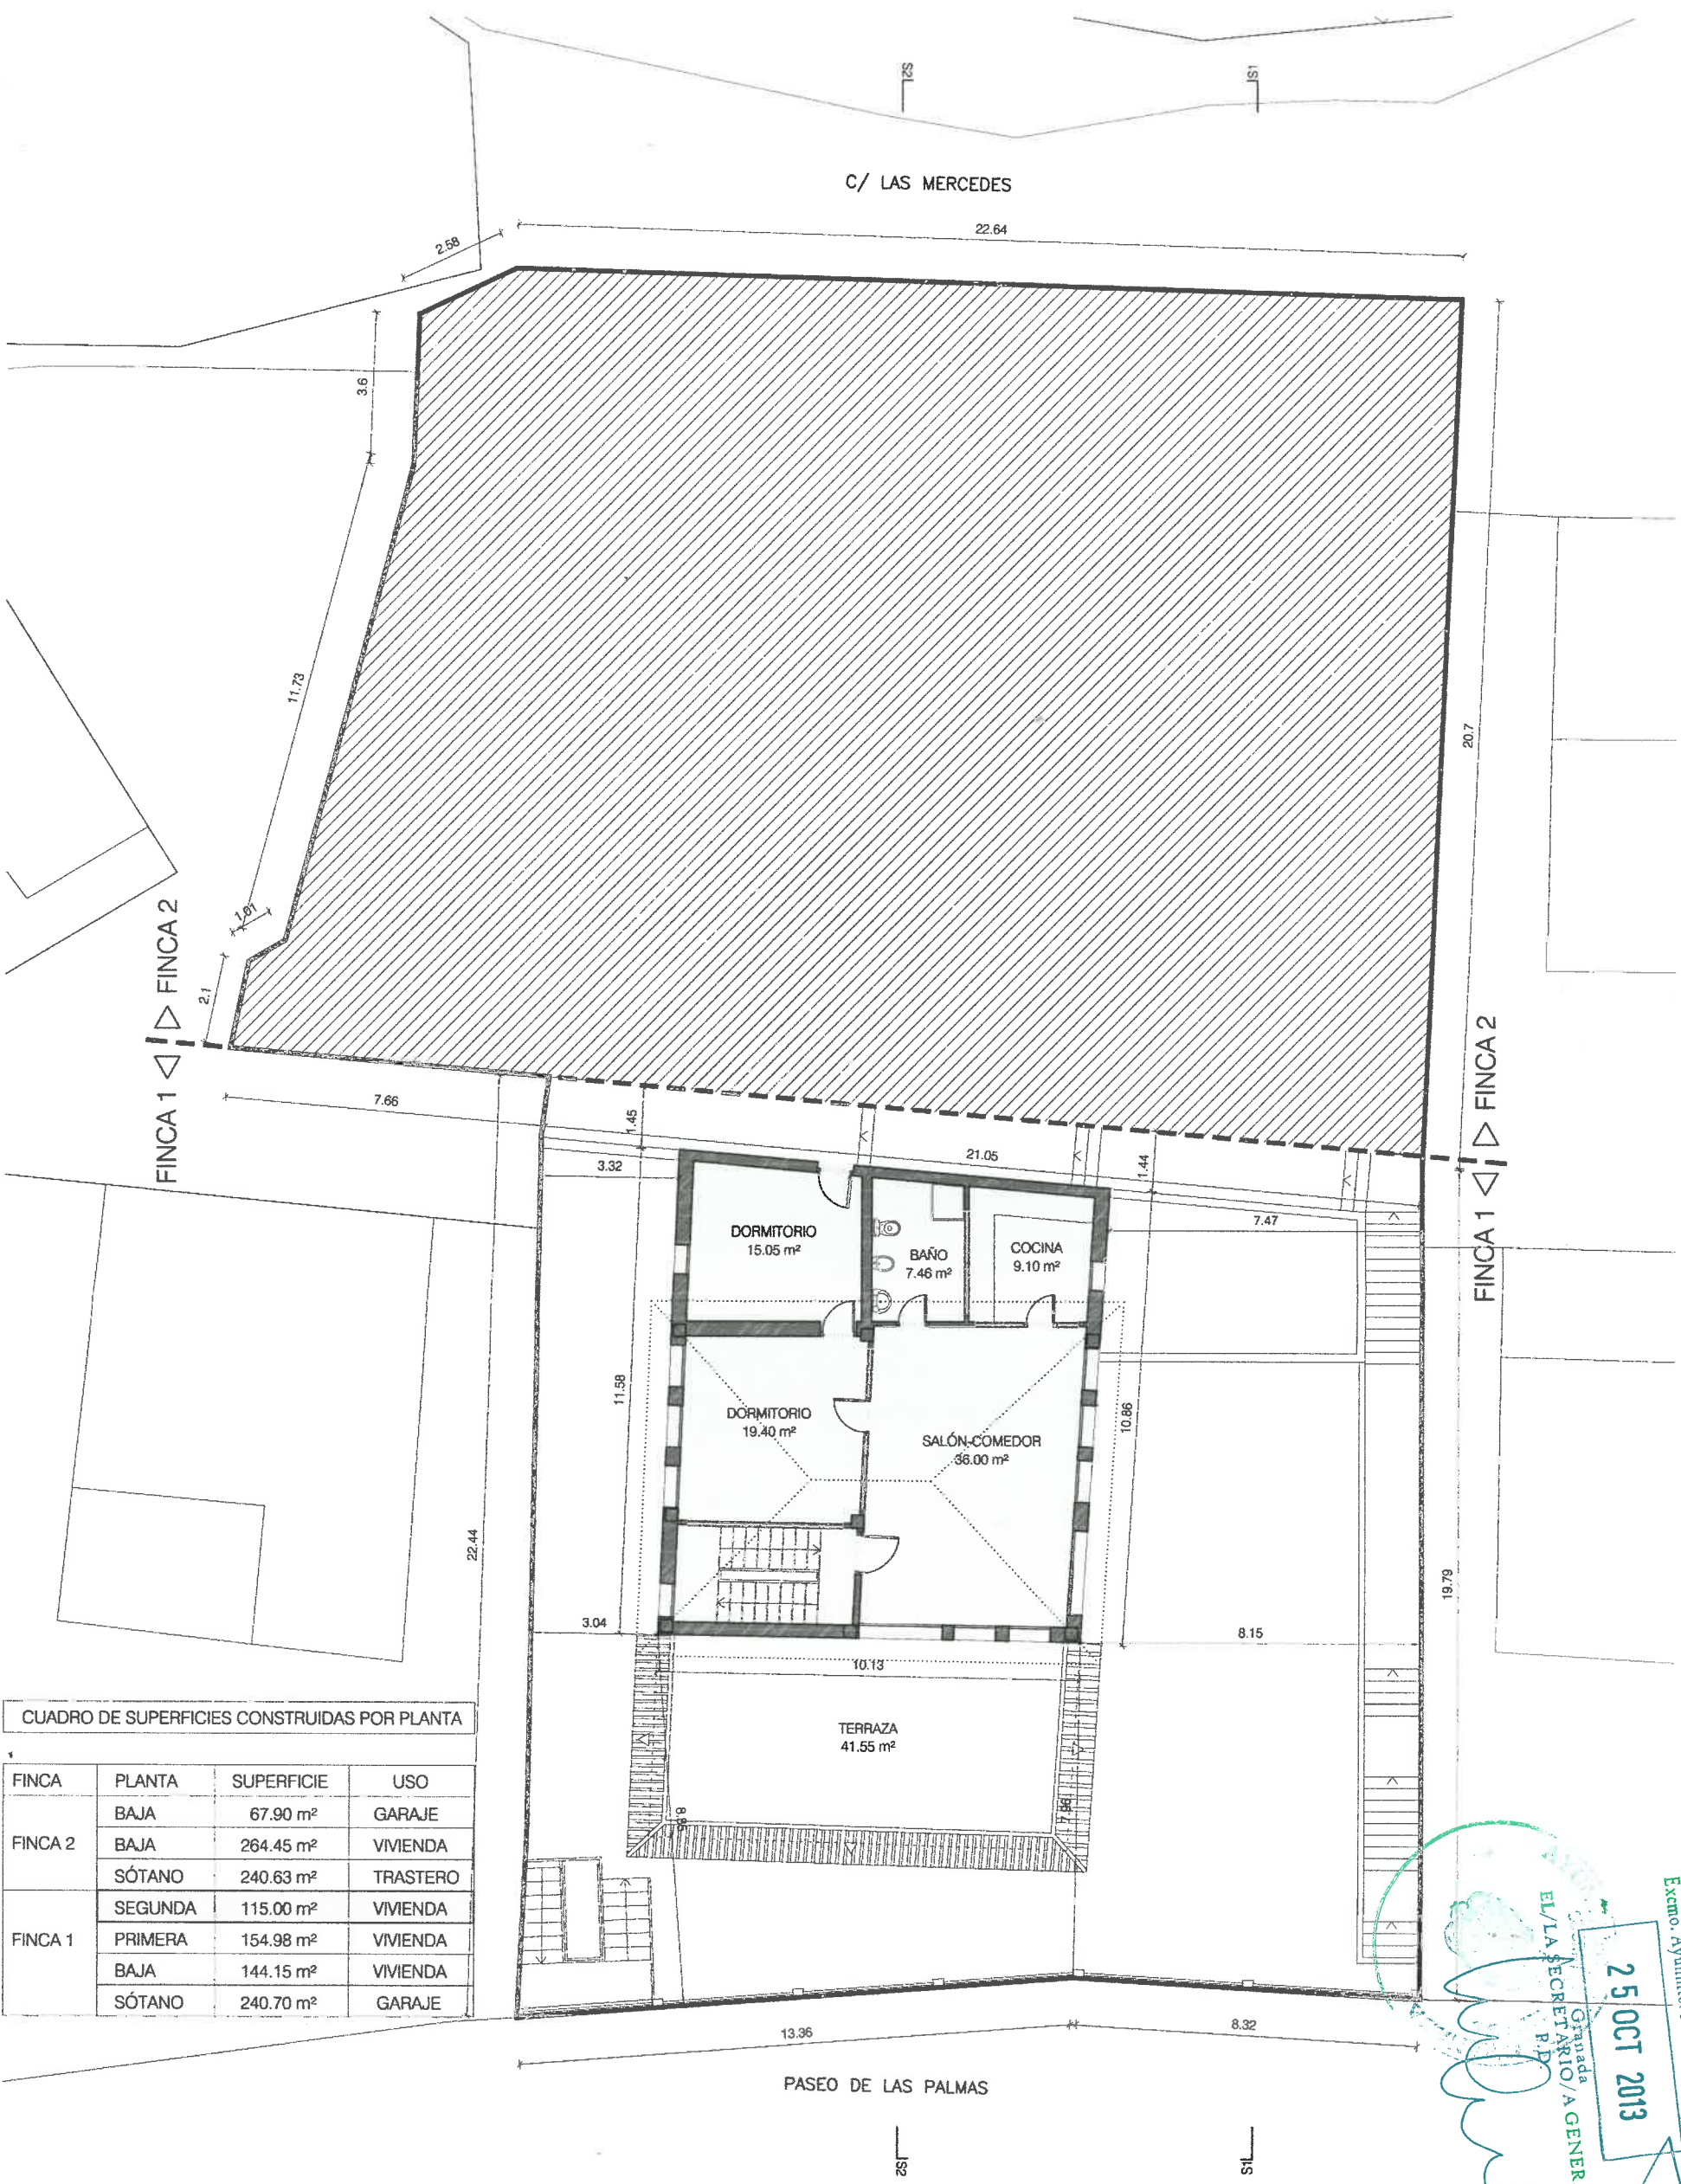 S2
S1
C/ LAS MERCEDES
22.64
2.58
3.6
11.73
20.7
1.61
2.1
FINCA 1 ◁ ▷ FINCA 2
FINCA 1 ◁ ▷ FINCA 2
7.66
1.45
21.05
1.44
3.32
7.47
DORMITORIO
15.05 m²
BAÑO
7.46 m²
COCINA
9.10 m²
11.58
DORMITORIO
19.40 m²
SALÓN-COMEDOR
36.00 m²
10.86
22.44
19.79
3.04
8.15
10.13
TERRAZA
41.55 m²
CUADRO DE SUPERFICIES CONSTRUIDAS POR PLANTA
FINCA PLANTA SUPERFICIE USO
BAJA 67.90 m² GARAJE
FINCA 2 BAJA 264.45 m² VIVIENDA
SÓTANO 240.63 m² TRASTERO
SEGUNDA 115.00 m² VIVIENDA
FINCA 1 PRIMERA 154.98 m² VIVIENDA
BAJA 144.15 m² VIVIENDA
SÓTANO 240.70 m² GARAJE
13.36
8.32
PASEO DE LAS PALMAS
S2
S1
Excmo.
Granada
25 OCT 2013
EL/LA SECRETARIO/A GENER
P.D.